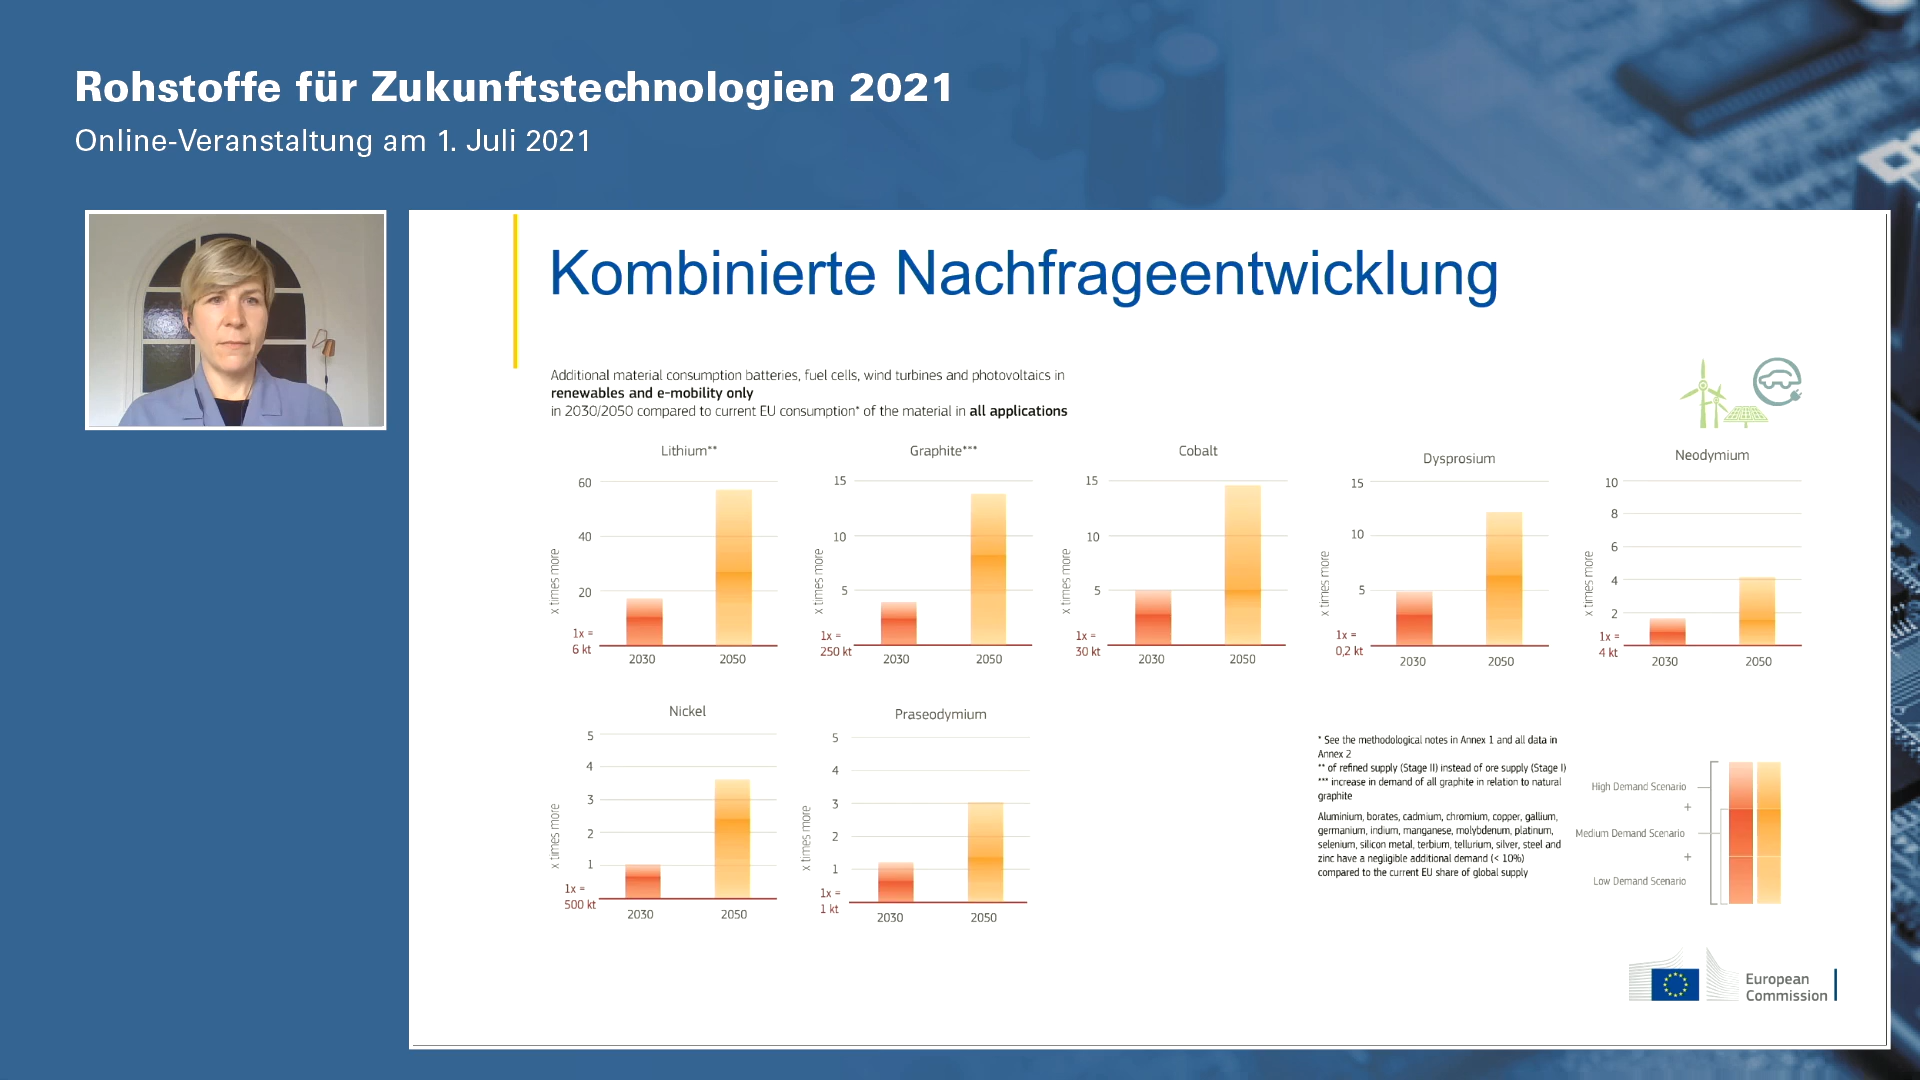 Rohstoffe für Zukunftstechnologien 2021
Online-Veranstaltung am 1. Juli 2021
Kombinierte Nachfrageentwicklung
Additional material consumption batteries, fuel cells, wind turbines and photovoltaics in
renewables and e-mobility only
in 2030/2050 compared to current EU consumption* of the material in all applications
Lithium**
60
40
20
x times more
1x =
6 kt
2030
2050
Graphite***
15
10
5
x times more
1x =
250 kt
2030
2050
Cobalt
15
10
5
x times more
1x =
30 kt
2030
2050
Dysprosium
15
10
5
x times more
1x =
0,2 kt
2030
2050
Neodymium
10
8
6
4
2
x times more
1x =
4 kt
2030
2050
Nickel
5
4
3
2
1
x times more
1x =
500 kt
2030
2050
Praseodymium
5
4
3
2
1
x times more
1x =
1 kt
2030
2050
* See the methodological notes in Annex 1 and all data in
Annex 2
** of refined supply (Stage II) instead of ore supply (Stage I)
*** increase in demand of all graphite in relation to natural
graphite
Aluminium, borates, cadmium, chromium, copper, gallium,
germanium, indium, manganese, molybdenum, platinum,
selenium, silicon metal, terbium, tellurium, silver, steel and
zinc have a negligible additional demand (< 10%)
compared to the current EU share of global supply
High Demand Scenario
+
Medium Demand Scenario
+
Low Demand Scenario
European
Commission